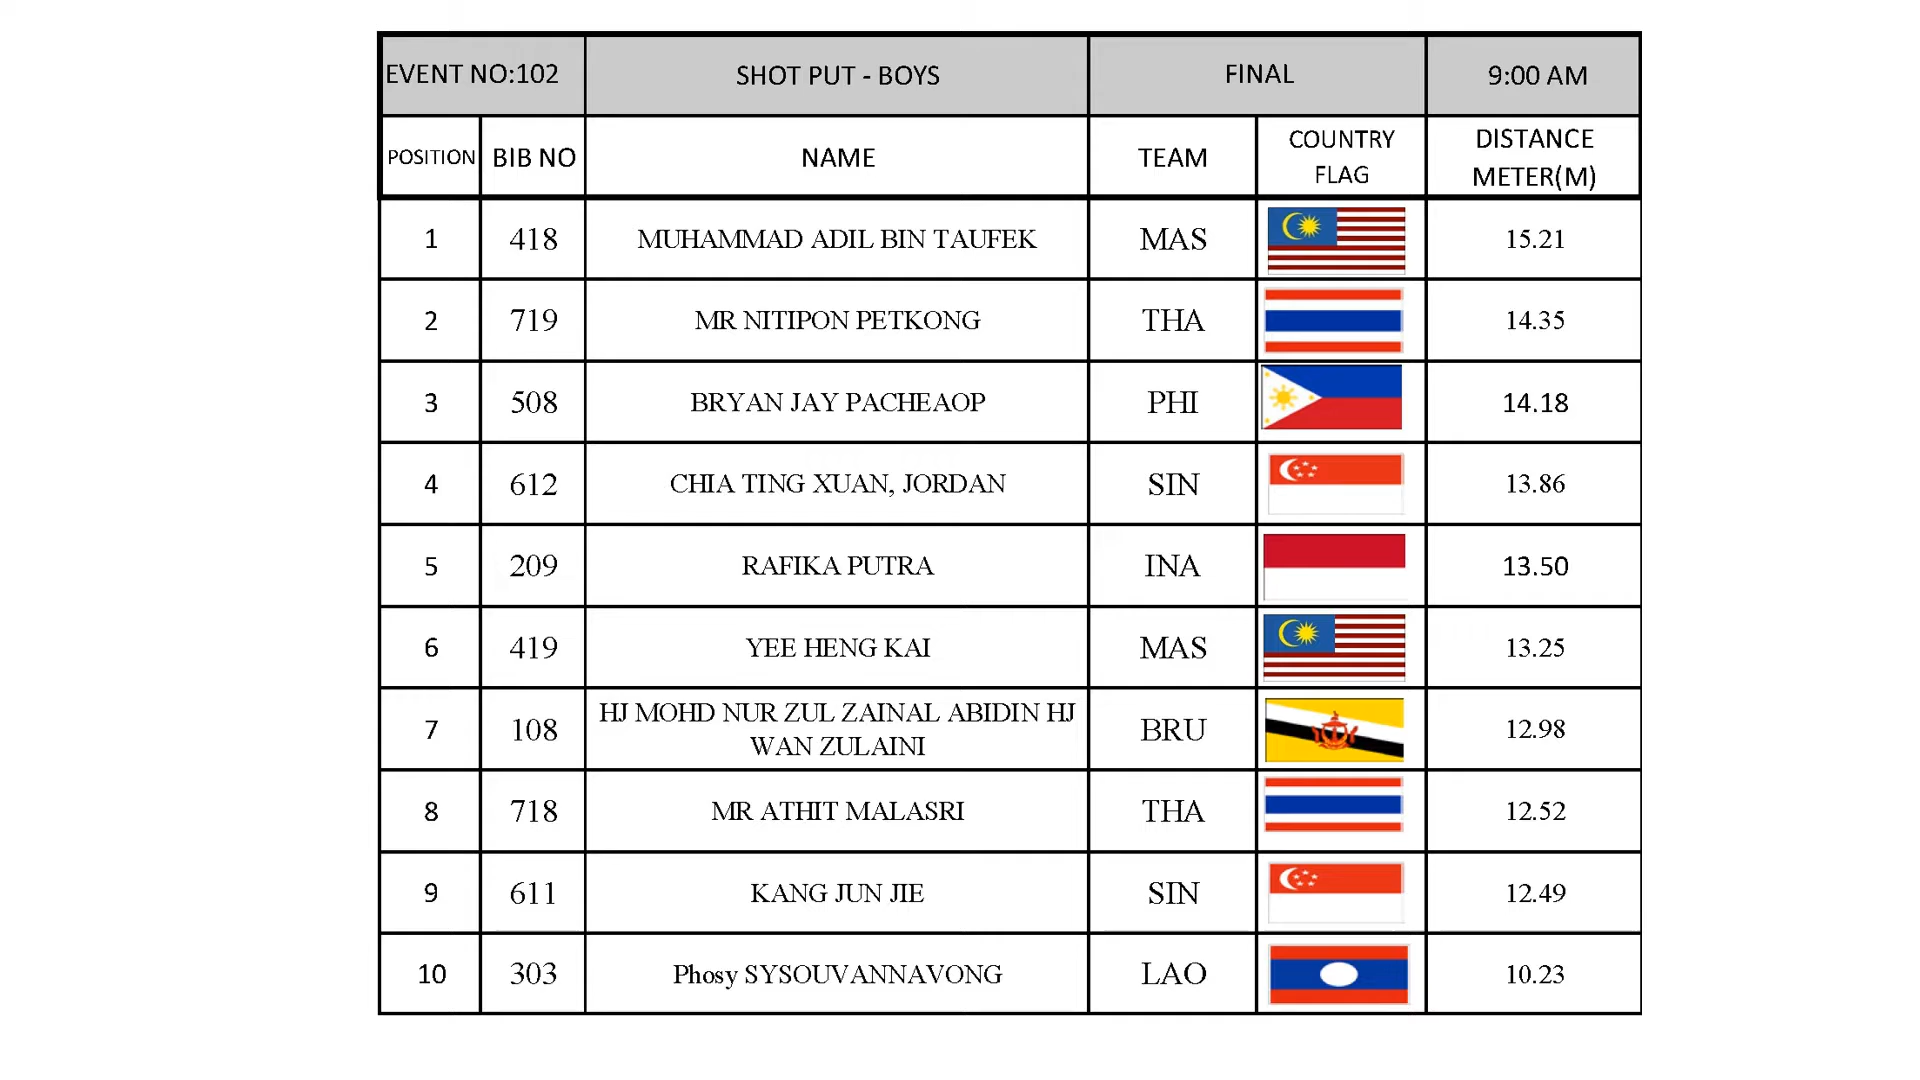 EVENT NO:102 SHOT PUT - BOYS FINAL 9:00 AM
POSITION BIB NO NAME TEAM COUNTRY FLAG DISTANCE METER(M)
1 418 MUHAMMAD ADIL BIN TAUFEK MAS 15.21
2 719 MR NITIPON PETKONG THA 14.35
3 508 BRYAN JAY PACHEAOP PHI 14.18
4 612 CHIA TING XUAN, JORDAN SIN 13.86
5 209 RAFIKA PUTRA INA 13.50
6 419 YEE HENG KAI MAS 13.25
7 108 HJ MOHD NUR ZUL ZAINAL ABIDIN HJ WAN ZULAINI BRU 12.98
8 718 MR ATHIT MALASRI THA 12.52
9 611 KANG JUN JIE SIN 12.49
10 303 Phosy SYSOUVANNAVONG LAO 10.23